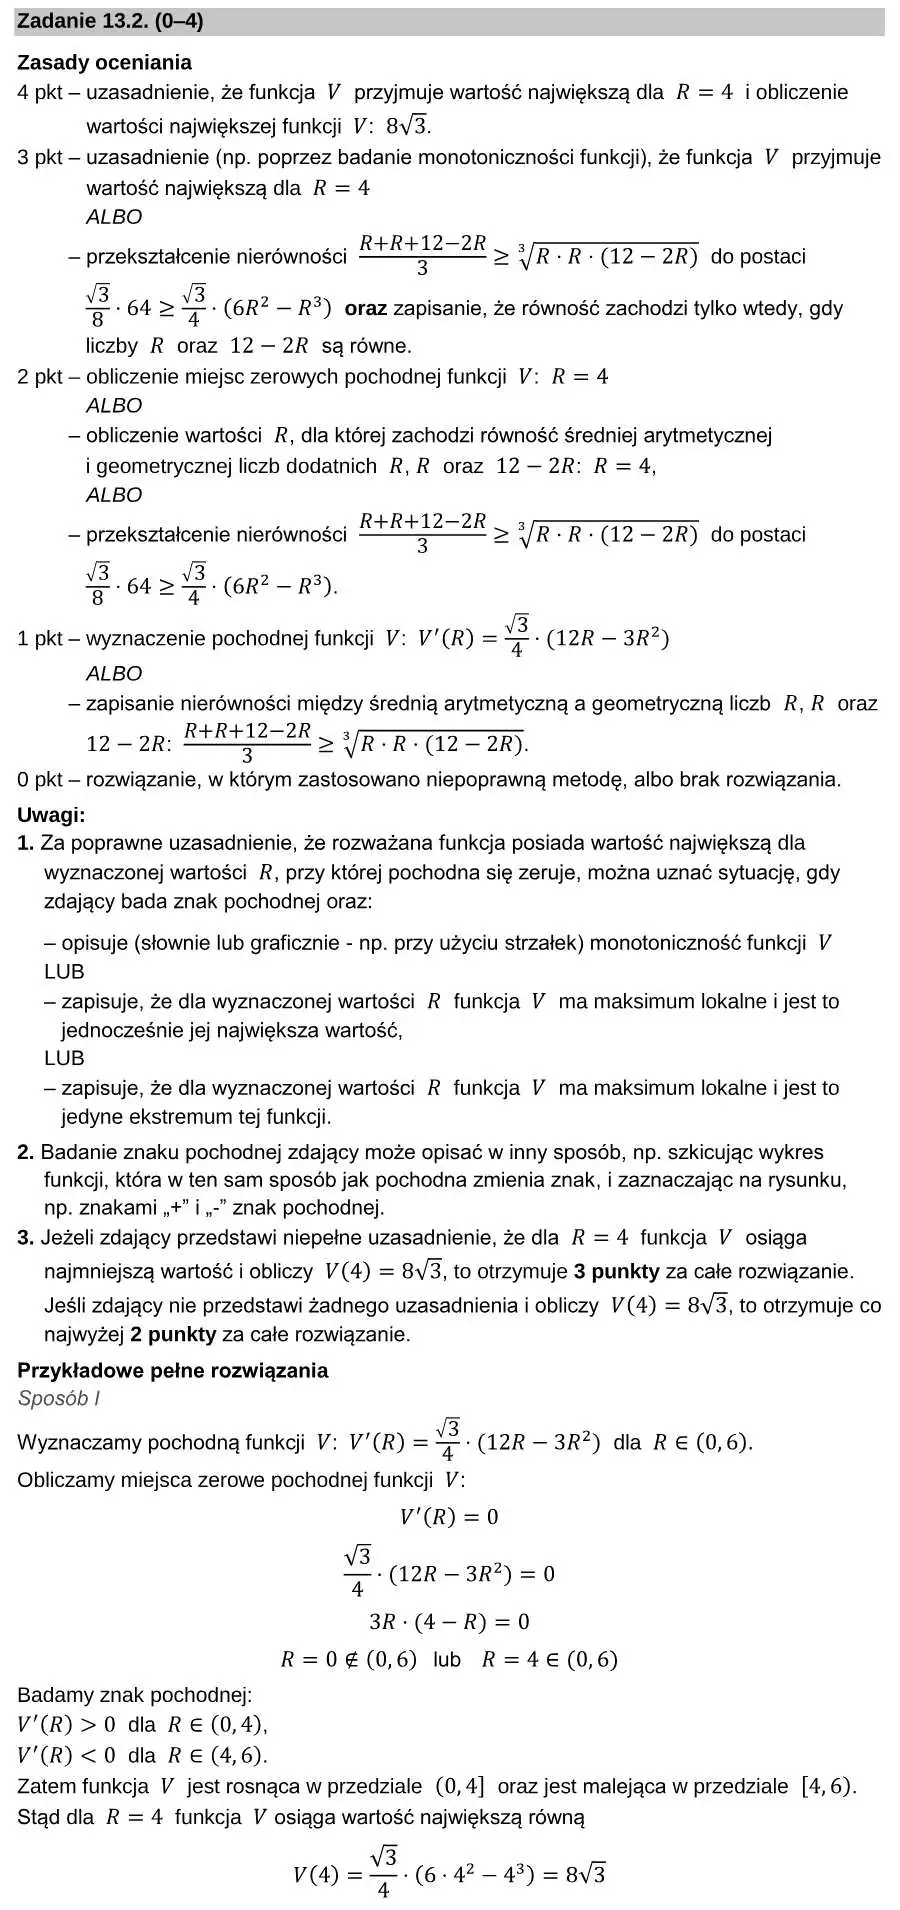 Zadanie 13.2. (0–4)
Zasady oceniania
4 pkt – uzasadnienie, że funkcja V przyjmuje wartość największą dla R = 4 i obliczenie
wartości największej funkcji V: 8√3.
3 pkt – uzasadnienie (np. poprzez badanie monotoniczności funkcji), że funkcja V przyjmuje
wartość największą dla R = 4
ALBO
– przekształcenie nierówności (R+R+12−2R)/3 ≥ ∛(R · R · (12 − 2R)) do postaci
√3/8 · 64 ≥ √3/4 · (6R² − R³) oraz zapisanie, że równość zachodzi tylko wtedy, gdy
liczby R oraz 12 − 2R są równe.
2 pkt – obliczenie miejsc zerowych pochodnej funkcji V: R = 4
ALBO
– obliczenie wartości R, dla której zachodzi równość średniej arytmetycznej
i geometrycznej liczb dodatnich R, R oraz 12 − 2R: R = 4,
ALBO
– przekształcenie nierówności (R+R+12−2R)/3 ≥ ∛(R · R · (12 − 2R)) do postaci
√3/8 · 64 ≥ √3/4 · (6R² − R³).
1 pkt – wyznaczenie pochodnej funkcji V: V′(R) = √3/4 · (12R − 3R²)
ALBO
– zapisanie nierówności między średnią arytmetyczną a geometryczną liczb R, R oraz
12 − 2R: (R+R+12−2R)/3 ≥ ∛(R · R · (12 − 2R)).
0 pkt – rozwiązanie, w którym zastosowano niepoprawną metodę, albo brak rozwiązania.
Uwagi:
1. Za poprawne uzasadnienie, że rozważana funkcja posiada wartość największą dla
wyznaczonej wartości R, przy której pochodna się zeruje, można uznać sytuację, gdy
zdający bada znak pochodnej oraz:
– opisuje (słownie lub graficznie - np. przy użyciu strzałek) monotoniczność funkcji V
LUB
– zapisuje, że dla wyznaczonej wartości R funkcja V ma maksimum lokalne i jest to
jednocześnie jej największa wartość,
LUB
– zapisuje, że dla wyznaczonej wartości R funkcja V ma maksimum lokalne i jest to
jedyne ekstremum tej funkcji.
2. Badanie znaku pochodnej zdający może opisać w inny sposób, np. szkicując wykres
funkcji, która w ten sam sposób jak pochodna zmienia znak, i zaznaczając na rysunku,
np. znakami „+” i „-” znak pochodnej.
3. Jeżeli zdający przedstawi niepełne uzasadnienie, że dla R = 4 funkcja V osiąga
najmniejszą wartość i obliczy V(4) = 8√3, to otrzymuje 3 punkty za całe rozwiązanie.
Jeśli zdający nie przedstawi żadnego uzasadnienia i obliczy V(4) = 8√3, to otrzymuje co
najwyżej 2 punkty za całe rozwiązanie.
Przykładowe pełne rozwiązania
Sposób I
Wyznaczamy pochodną funkcji V: V′(R) = √3/4 · (12R − 3R²) dla R ∈ (0, 6).
Obliczamy miejsca zerowe pochodnej funkcji V:
V′(R) = 0
√3/4 · (12R − 3R²) = 0
3R · (4 − R) = 0
R = 0 ∉ (0, 6) lub R = 4 ∈ (0, 6)
Badamy znak pochodnej:
V′(R) > 0 dla R ∈ (0, 4),
V′(R) < 0 dla R ∈ (4, 6).
Zatem funkcja V jest rosnąca w przedziale (0, 4] oraz jest malejąca w przedziale [4, 6).
Stąd dla R = 4 funkcja V osiąga wartość największą równą
V(4) = √3/4 · (6 · 4² − 4³) = 8√3